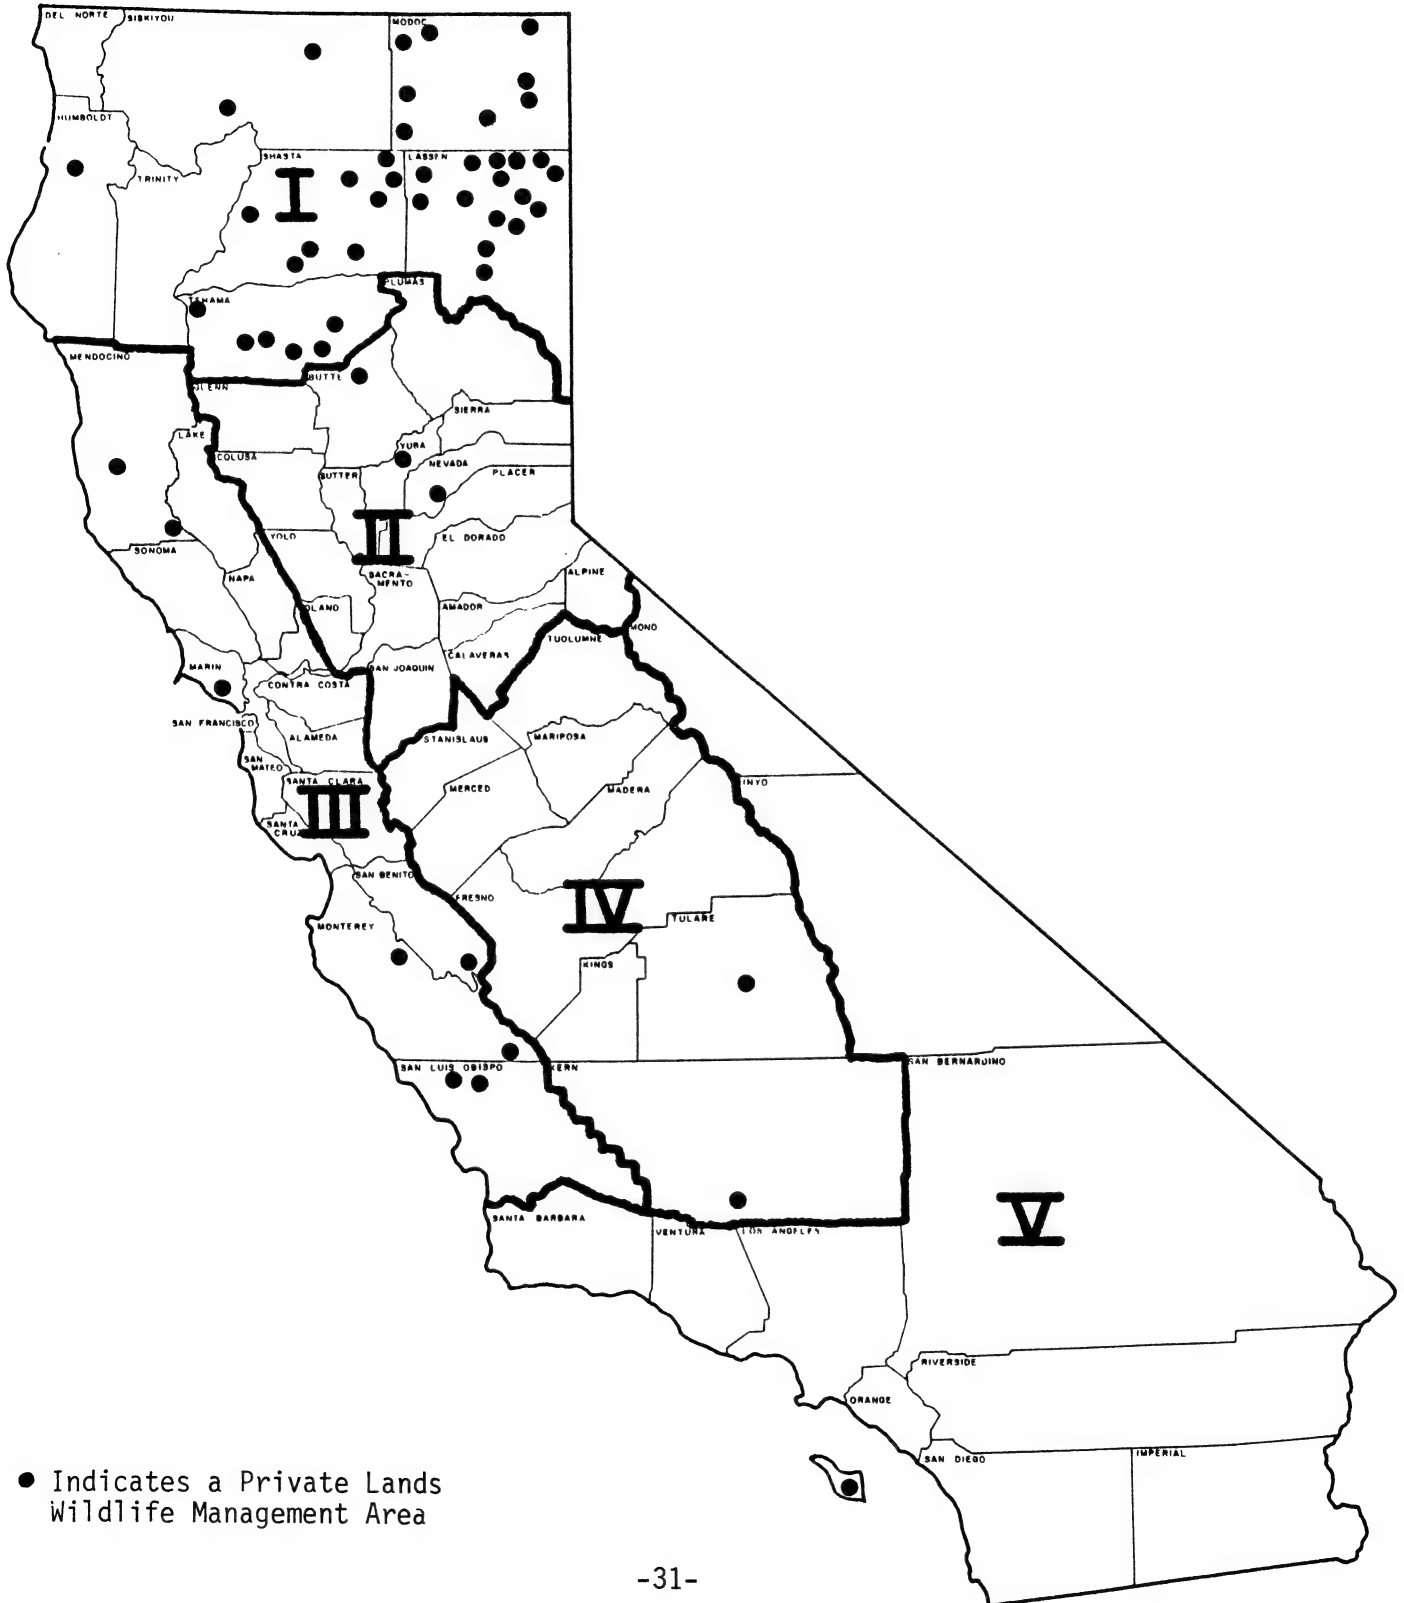 DEL NORTE
SISKIYOU
MODOC
HUMBOLDT
TRINITY
SHASTA
LASSEN
I
PLUMAS
TEHAMA
MENDOCINO
GLENN
BUTTE
SIERRA
LAKE
YUBA
COLUSA
NEVADA
SUTTER
PLACER
II
YOLO
EL DORADO
SONOMA
NAPA
SACRA-
MENTO
ALPINE
AMADOR
MONO
TUOLUMNE
CALAVERAS
MARIN
SAN JOAQUIN
CONTRA COSTA
SAN FRANCISCO
ALAMEDA
STANISLAUS
MARIPOSA
SAN
MATEO
SANTA CLARA
INYO
MERCED
MADERA
III
SANTA
CRUZ
SAN BENITO
FRESNO
IV
TULARE
MONTEREY
KINGS
SAN LUIS OBISPO
KERN
SAN BERNARDINO
V
SANTA BARBARA
VENTURA
LOS ANGELES
RIVERSIDE
ORANGE
SAN DIEGO
IMPERIAL
● Indicates a Private Lands
Wildlife Management Area
-31-